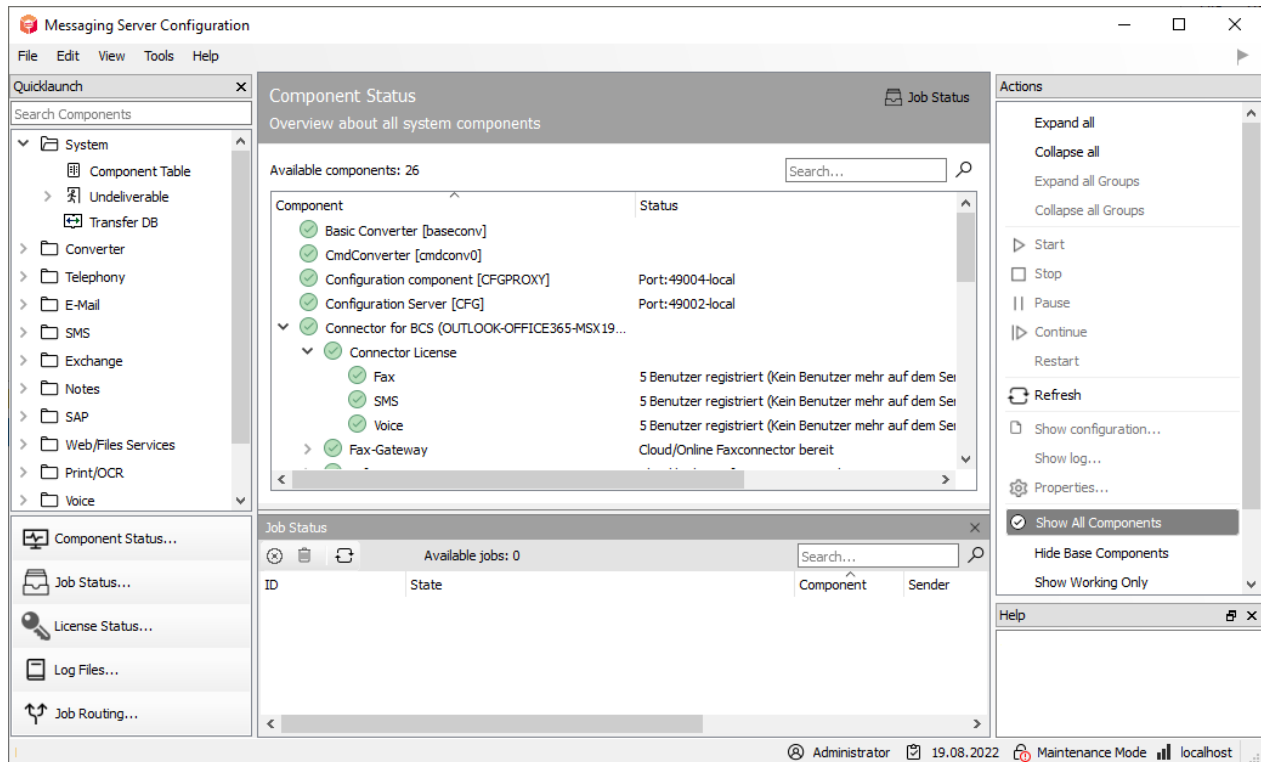 Messaging Server Configuration
File Edit View Tools Help
Quicklaunch
Search Components
System
Component Table
Undeliverable
Transfer DB
Converter
Telephony
E-Mail
SMS
Exchange
Notes
SAP
Web/Files Services
Print/OCR
Voice
Component Status...
Job Status...
License Status...
Log Files...
Job Routing...
Component Status
Job Status
Overview about all system components
Available components: 26
Search...
Component Status
Basic Converter [baseconv]
CmdConverter [cmdconv0]
Configuration component [CFGPROXY] Port:49004-local
Configuration Server [CFG] Port:49002-local
Connector for BCS (OUTLOOK-OFFICE365-MSX19...
Connector License
Fax 5 Benutzer registriert (Kein Benutzer mehr auf dem Ser
SMS 5 Benutzer registriert (Kein Benutzer mehr auf dem Ser
Voice 5 Benutzer registriert (Kein Benutzer mehr auf dem Ser
Fax-Gateway Cloud/Online Faxconnector bereit
Job Status
Available jobs: 0
Search...
ID State Component Sender
Actions
Expand all
Collapse all
Expand all Groups
Collapse all Groups
Start
Stop
Pause
Continue
Restart
Refresh
Show configuration...
Show log...
Properties...
Show All Components
Hide Base Components
Show Working Only
Help
Administrator 19.08.2022 Maintenance Mode localhost